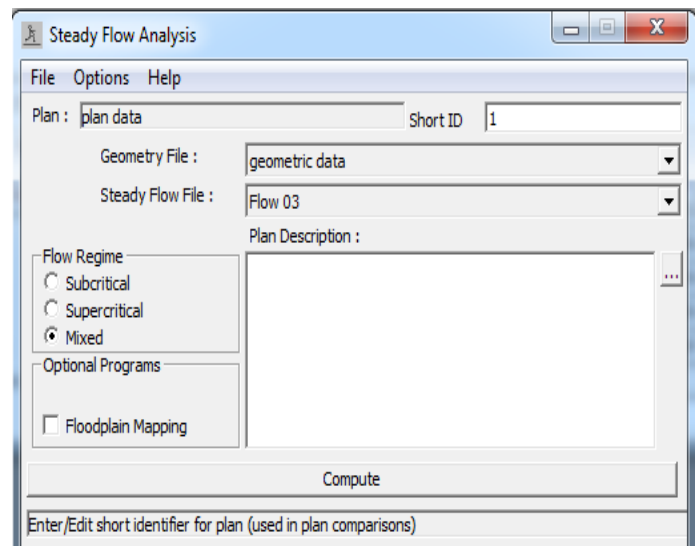 Steady Flow Analysis
File Options Help
Plan : plan data Short ID 1
Geometry File : geometric data
Steady Flow File : Flow 03
Plan Description :
Flow Regime
Subcritical
Supercritical
Mixed
Optional Programs
Floodplain Mapping
...
Compute
Enter/Edit short identifier for plan (used in plan comparisons)